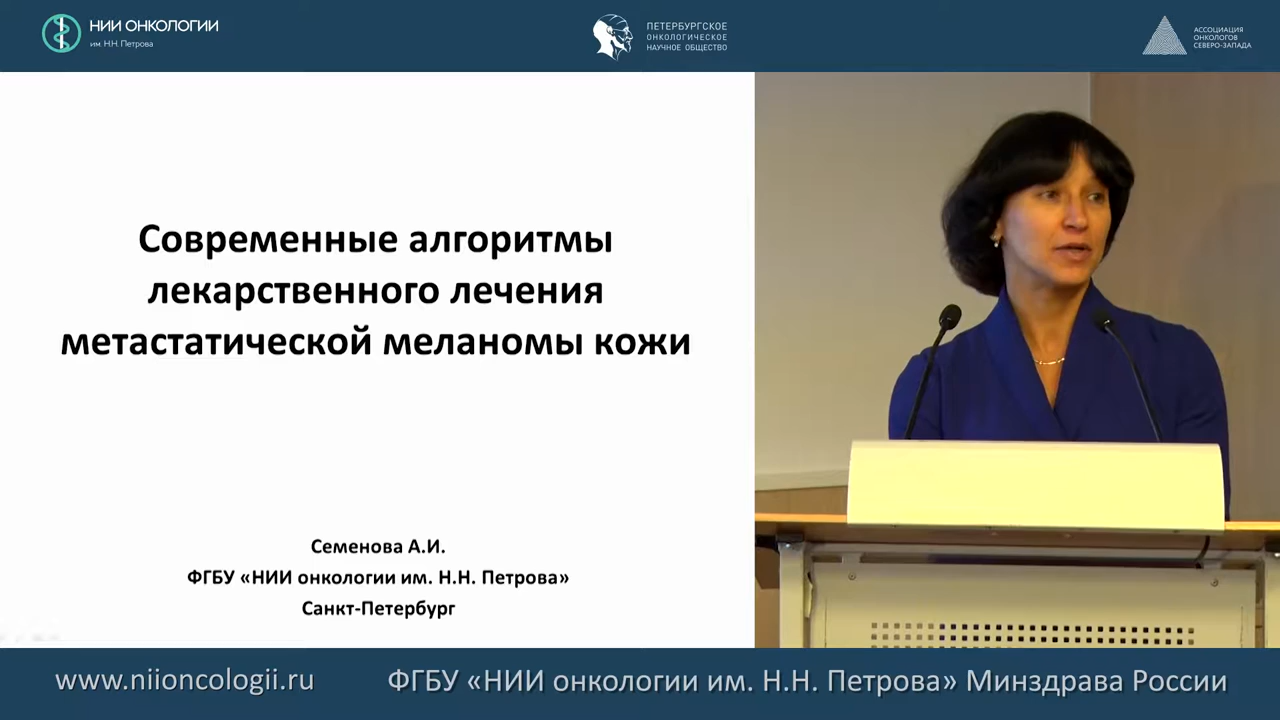 НИИ ОНКОЛОГИИ
им. Н.Н. Петрова
ПЕТЕРБУРГСКОЕ
ОНКОЛОГИЧЕСКОЕ
НАУЧНОЕ ОБЩЕСТВО
АССОЦИАЦИЯ
ОНКОЛОГОВ
СЕВЕРО-ЗАПАДА
Современные алгоритмы
лекарственного лечения
метастатической меланомы кожи
Семенова А.И.
ФГБУ «НИИ онкологии им. Н.Н. Петрова»
Санкт-Петербург
www.niioncologii.ru
ФГБУ «НИИ онкологии им. Н.Н. Петрова» Минздрава России